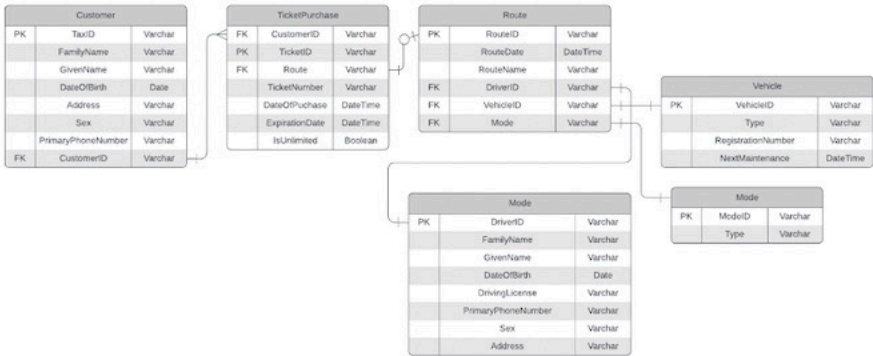 Customer
PK TaxID Varchar
FamilyName Varchar
GivenName Varchar
DateOfBirth Date
Address Varchar
Sex Varchar
PrimaryPhoneNumber Varchar
FK CustomerID Varchar
TicketPurchase
FK CustomerID Varchar
PK TicketID Varchar
FK Route Varchar
TicketNumber Varchar
DateOfPuchase DateTime
ExpirationDate DateTime
IsUnlimited Boolean
Route
PK RouteID Varchar
RouteDate DateTime
RouteName Varchar
FK DriverID Varchar
FK VehicleID Varchar
FK Mode Varchar
Vehicle
PK VehicleID Varchar
Type Varchar
RegistrationNumber Varchar
NextMaintenance DateTime
Mode
PK DriverID Varchar
FamilyName Varchar
GivenName Varchar
DateOfBirth Date
DrivingLicense Varchar
PrimaryPhoneNumber Varchar
Sex Varchar
Address Varchar
Mode
PK ModeID Varchar
Type Varchar